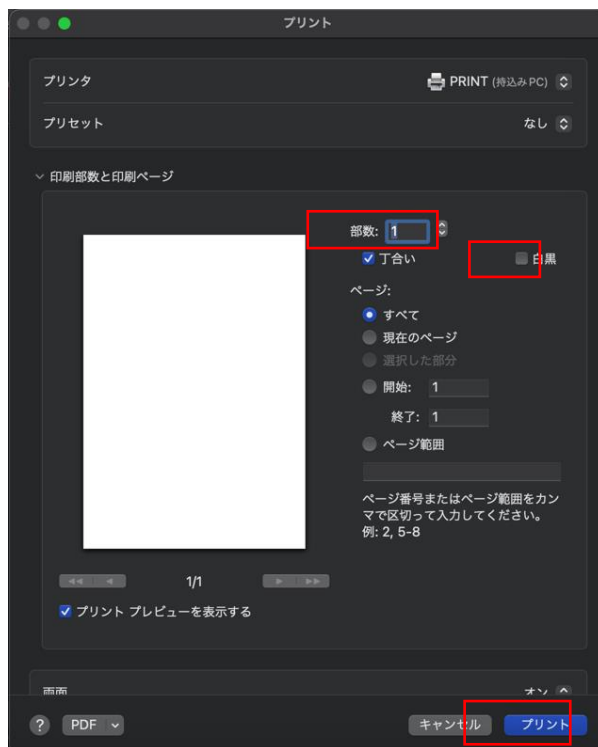 プリント
プリンタ PRINT (持込みPC)
プリセット なし
印刷部数と印刷ページ
部数: 1
丁合い 白黒
ページ:
すべて
現在のページ
選択した部分
開始: 1
終了: 1
ページ範囲
ページ番号またはページ範囲をカン
マで区切って入力してください。
例: 2, 5-8
1/1
プリント プレビューを表示する
両面 オン
? PDF キャンセル プリント